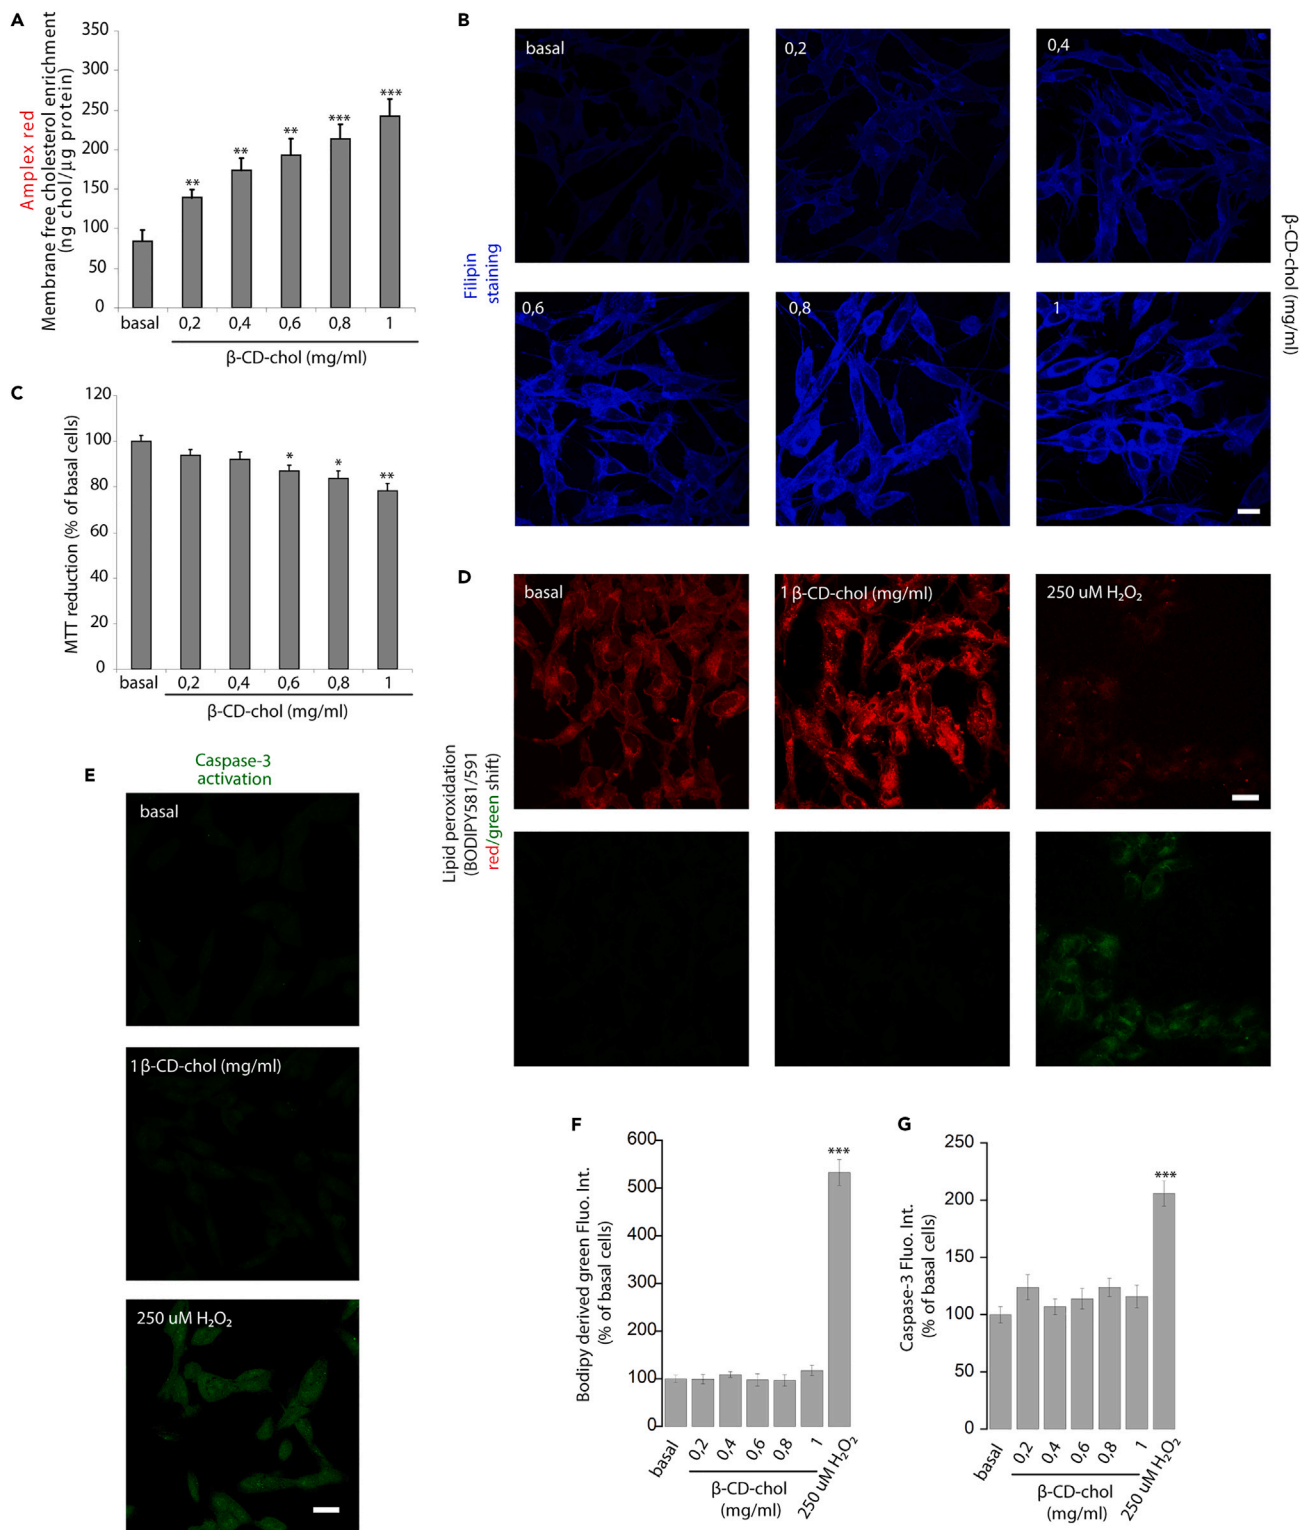 A
350
300
250
200
150
100
50
0
Amplex red
Membrane free cholesterol enrichment
(ng chol/µg protein)
**
**
**
***
***
basal
0,2
0,4
0,6
0,8
1
β-CD-chol (mg/ml)
B
basal
0,2
0,4
0,6
0,8
1
Filipin
staining
β-CD-chol (mg/ml)
C
120
100
80
60
40
20
0
MTT reduction (% of basal cells)
*
*
**
basal
0,2
0,4
0,6
0,8
1
β-CD-chol (mg/ml)
D
basal
1 β-CD-chol (mg/ml)
250 uM H₂O₂
Lipid peroxidation
(BODIPY581/591
red/green shift)
E
Caspase-3
activation
basal
1 β-CD-chol (mg/ml)
250 uM H₂O₂
F
600
500
400
300
200
100
0
Bodipy derived green Fluo. Int.
(% of basal cells)
***
basal
0,2
0,4
0,6
0,8
1
250 uM H₂O₂
β-CD-chol
(mg/ml)
G
250
200
150
100
50
0
Caspase-3 Fluo. Int.
(% of basal cells)
***
basal
0,2
0,4
0,6
0,8
1
250 uM H₂O₂
β-CD-chol
(mg/ml)